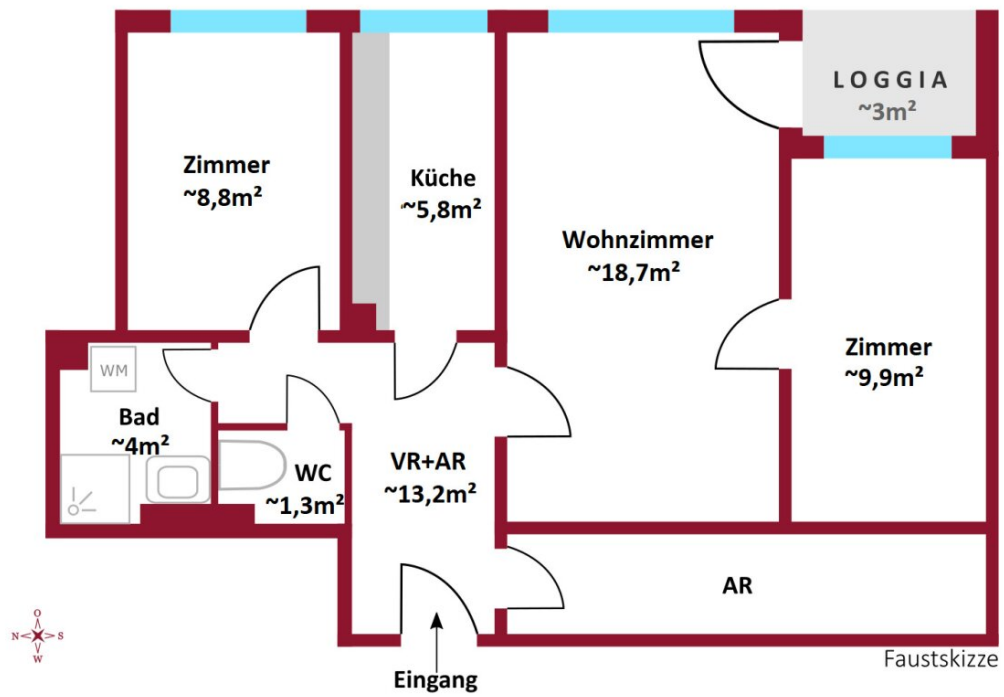 LOGGIA
~3m²
Zimmer
~8,8m²
Küche
~5,8m²
Wohnzimmer
~18,7m²
Zimmer
~9,9m²
WM
Bad
~4m²
WC
~1,3m²
VR+AR
~13,2m²
AR
O
N S
W
Eingang
Faustskizze